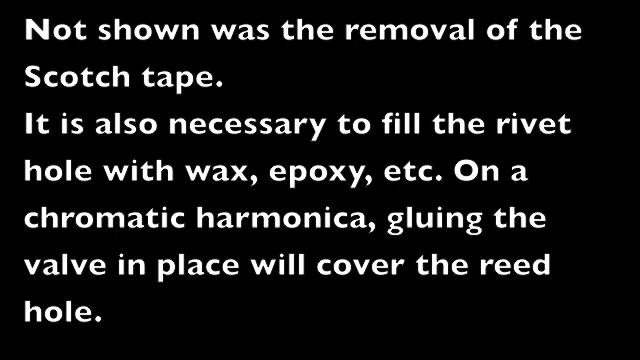 Not shown was the removal of the
Scotch tape.
It is also necessary to fill the rivet
hole with wax, epoxy, etc. On a
chromatic harmonica, gluing the
valve in place will cover the reed
hole.